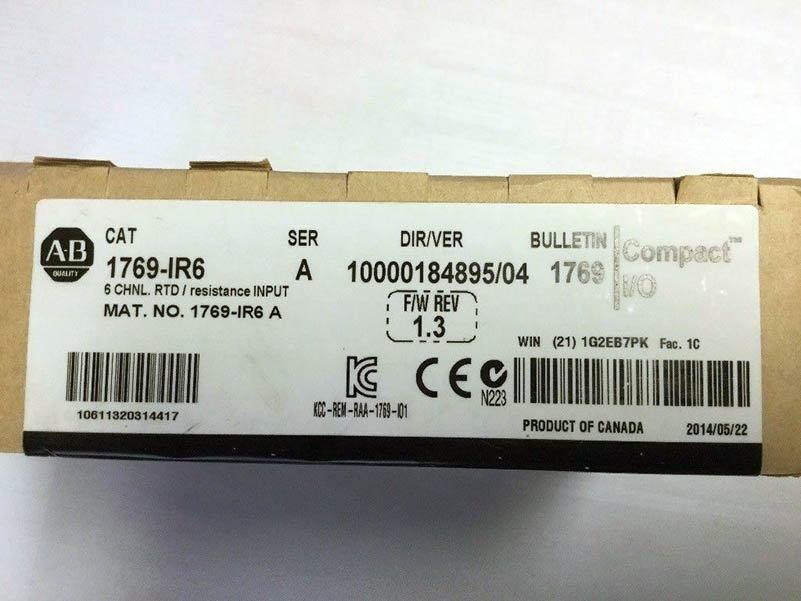 A-B
QUALITY
CAT
1769-IR6
6 CHNL. RTD / resistance INPUT
MAT. NO. 1769-IR6 A
SER
A
DIR/VER
10000184895/04
F/W REV
1.3
BULLETIN
1769
Compact™
I/O
WIN (21) 1G2EB7PK Fac. 1C
10611320314417
KCC-REM-RAA-1769-IO1
CE
N223
PRODUCT OF CANADA 2014/05/22